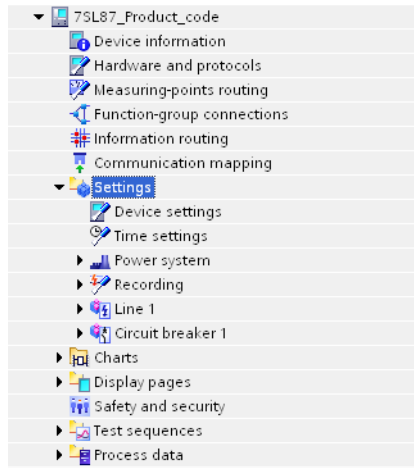 7SL87_Product_code
Device information
Hardware and protocols
Measuring-points routing
Function-group connections
Information routing
Communication mapping
Settings
Device settings
Time settings
Power system
Recording
Line 1
Circuit breaker 1
Charts
Display pages
Safety and security
Test sequences
Process data